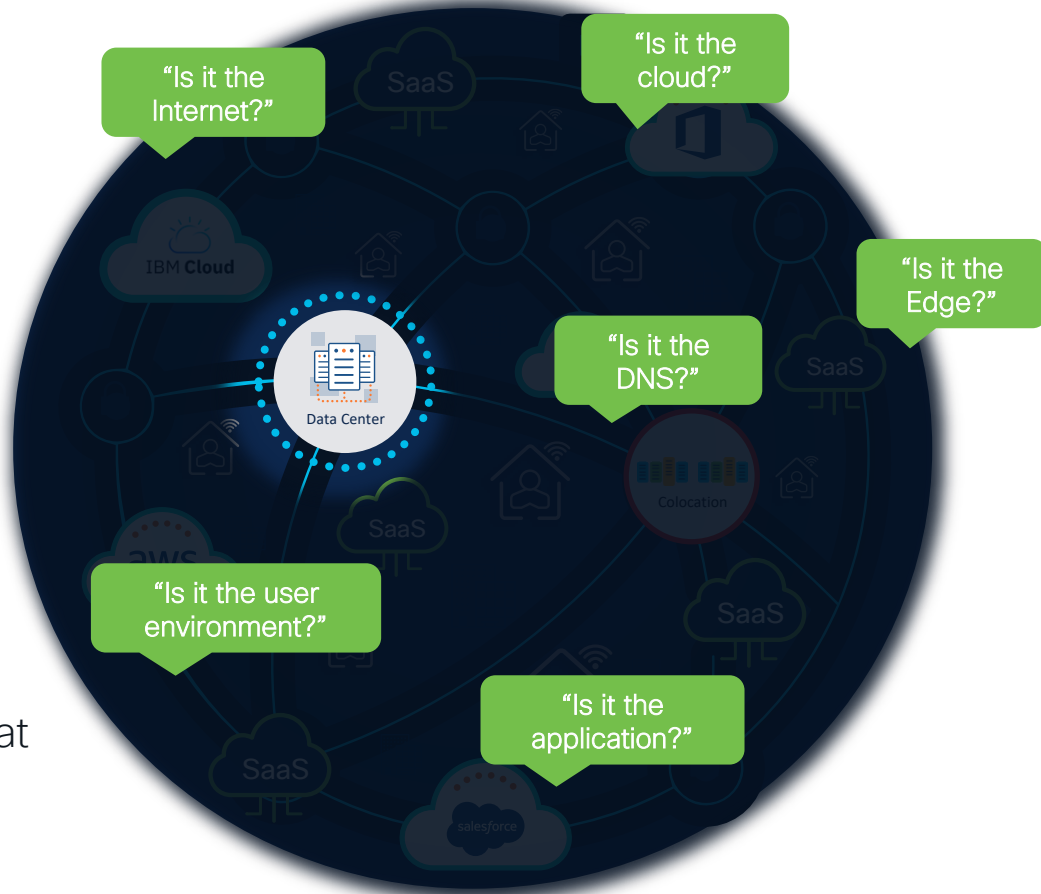 “Is it the
cloud?”
“Is it the
Internet?”
SaaS
IBM Cloud
“Is it the
Edge?”
“Is it the
DNS?”
SaaS
Data Center
Colocation
SaaS
aws
“Is it the user
environment?”
SaaS
“Is it the
application?”
at
SaaS
salesforce